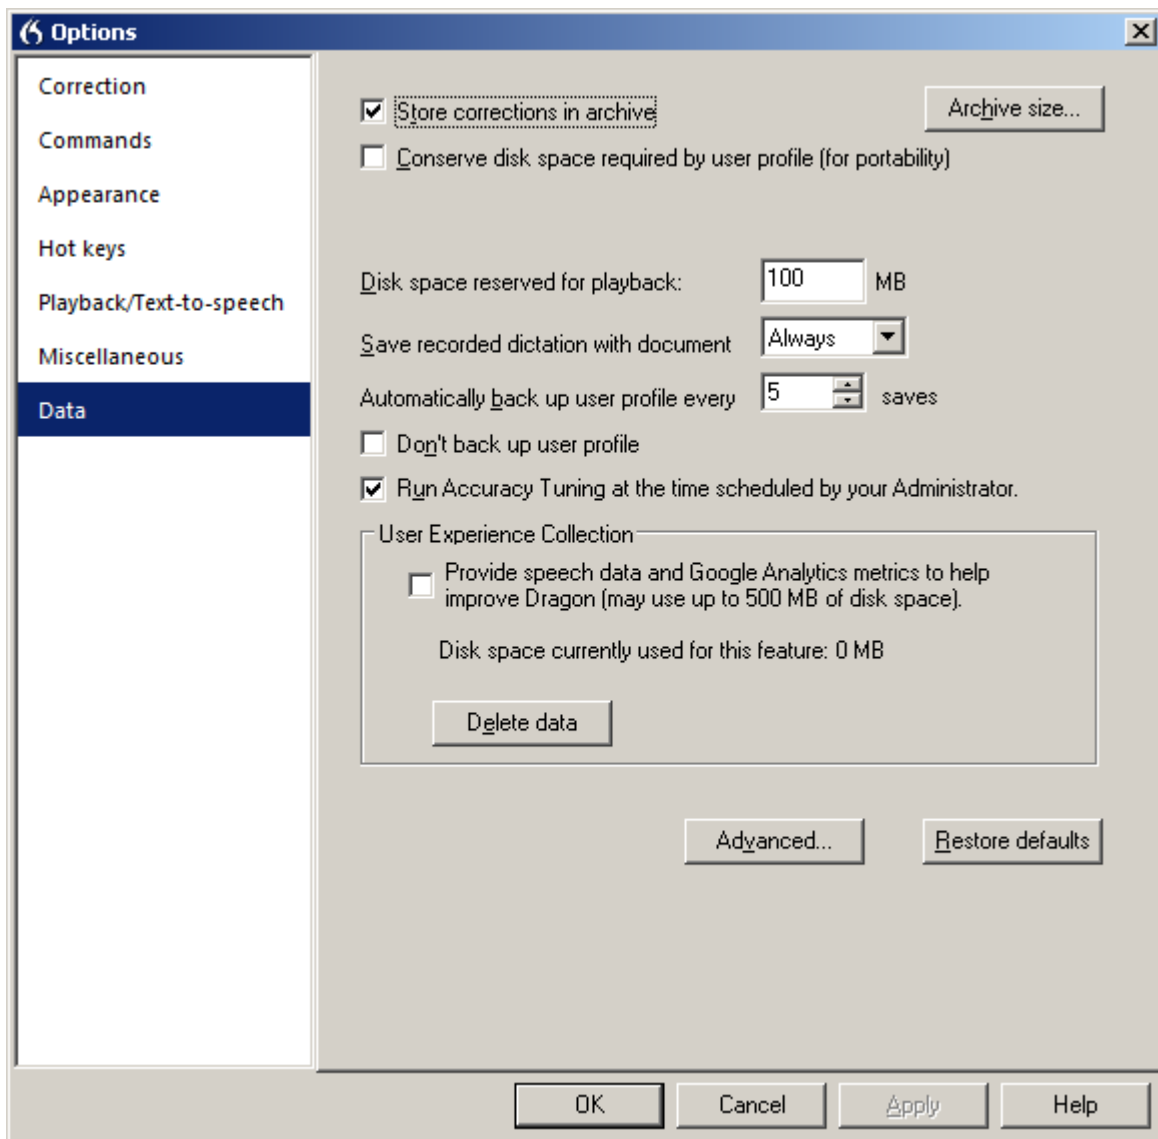 Options
Correction
Commands
Appearance
Hot keys
Playback/Text-to-speech
Miscellaneous
Data
Store corrections in archive
Archive size...
Conserve disk space required by user profile (for portability)
Disk space reserved for playback: 100 MB
Save recorded dictation with document Always
Automatically back up user profile every 5 saves
Don't back up user profile
Run Accuracy Tuning at the time scheduled by your Administrator.
User Experience Collection
Provide speech data and Google Analytics metrics to help
improve Dragon (may use up to 500 MB of disk space).
Disk space currently used for this feature: 0 MB
Delete data
Advanced... Restore defaults
OK Cancel Apply Help